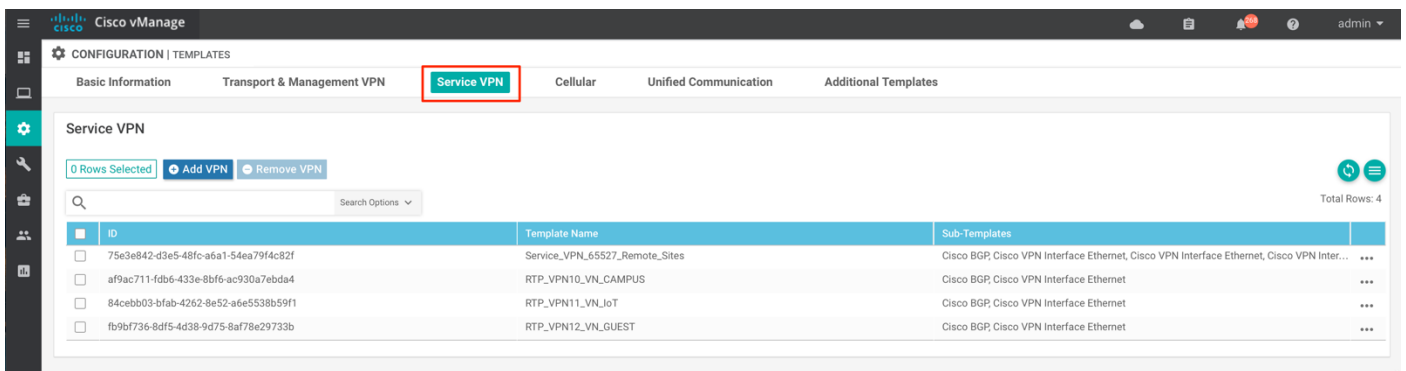 cisco Cisco vManage 268 admin
CONFIGURATION | TEMPLATES
Basic Information Transport & Management VPN Service VPN Cellular Unified Communication Additional Templates
Service VPN
0 Rows Selected Add VPN Remove VPN
Search Options Total Rows: 4
ID Template Name Sub-Templates
75e3e842-d3e5-48fc-a6a1-54ea79f4c82f Service_VPN_65527_Remote_Sites Cisco BGP, Cisco VPN Interface Ethernet, Cisco VPN Interface Ethernet, Cisco VPN Inter... •••
af9ac711-fdb6-433e-8bf6-ac930a7ebda4 RTP_VPN10_VN_CAMPUS Cisco BGP, Cisco VPN Interface Ethernet •••
84cebb03-bfab-4262-8e52-a6e5538b59f1 RTP_VPN11_VN_IoT Cisco BGP, Cisco VPN Interface Ethernet •••
fb9bf736-8df5-4d38-9d75-8af78e29733b RTP_VPN12_VN_GUEST Cisco BGP, Cisco VPN Interface Ethernet •••